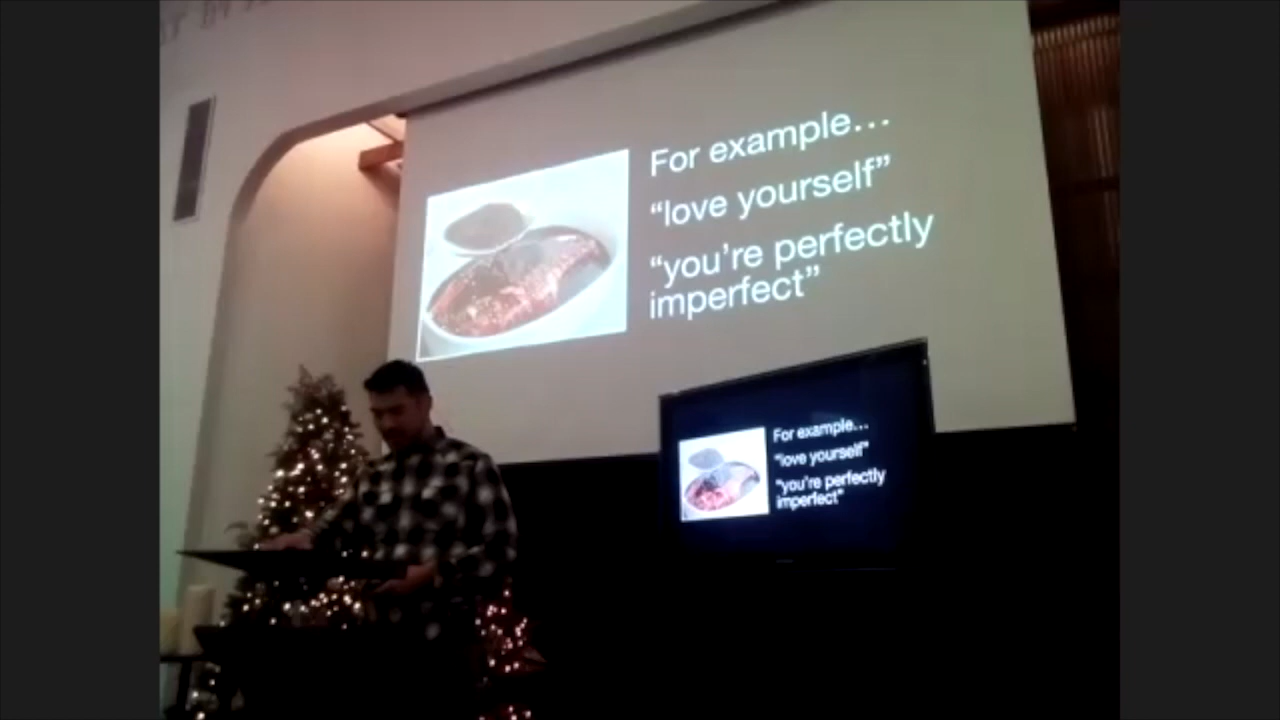 For example…
“love yourself”
“you’re perfectly
imperfect”
For example…
“love yourself”
“you’re perfectly
imperfect”